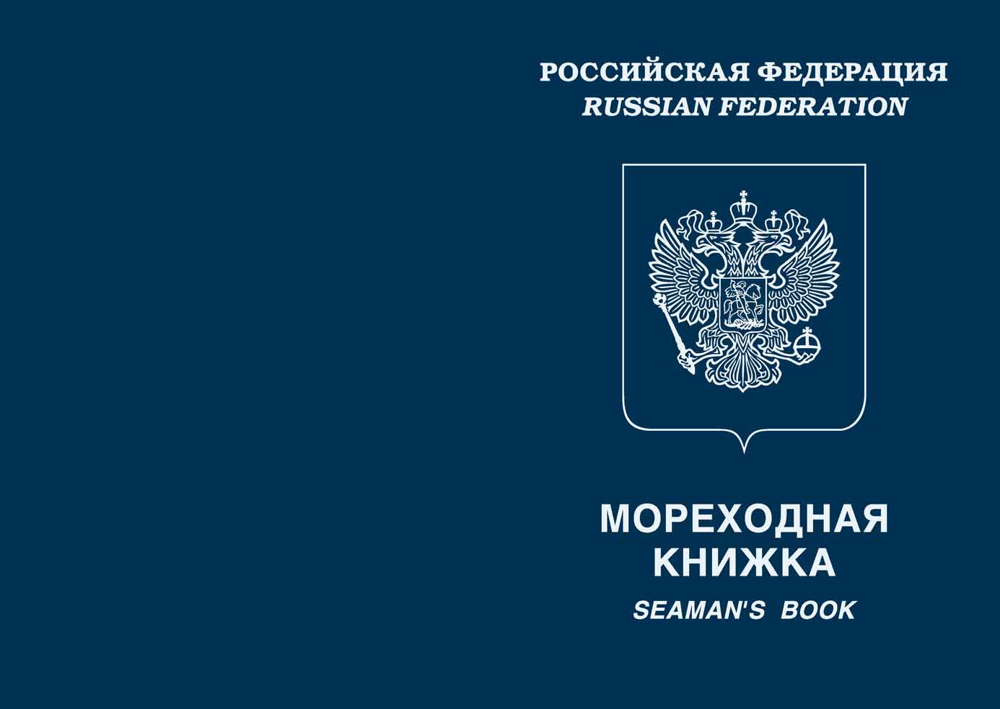 РОССИЙСКАЯ ФЕДЕРАЦИЯ
RUSSIAN FEDERATION
МОРЕХОДНАЯ
КНИЖКА
SEAMAN'S BOOK